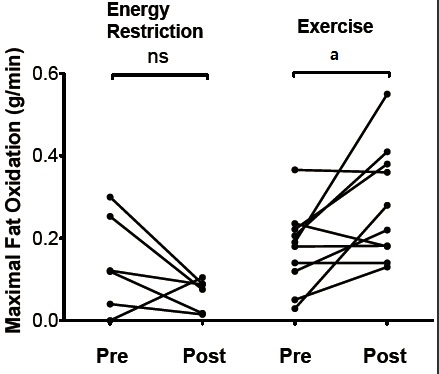 Energy
Restriction
Exercise
ns
a
Maximal Fat Oxidation (g/min)
0.6
0.4
0.2
0.0
Pre
Post
Pre
Post